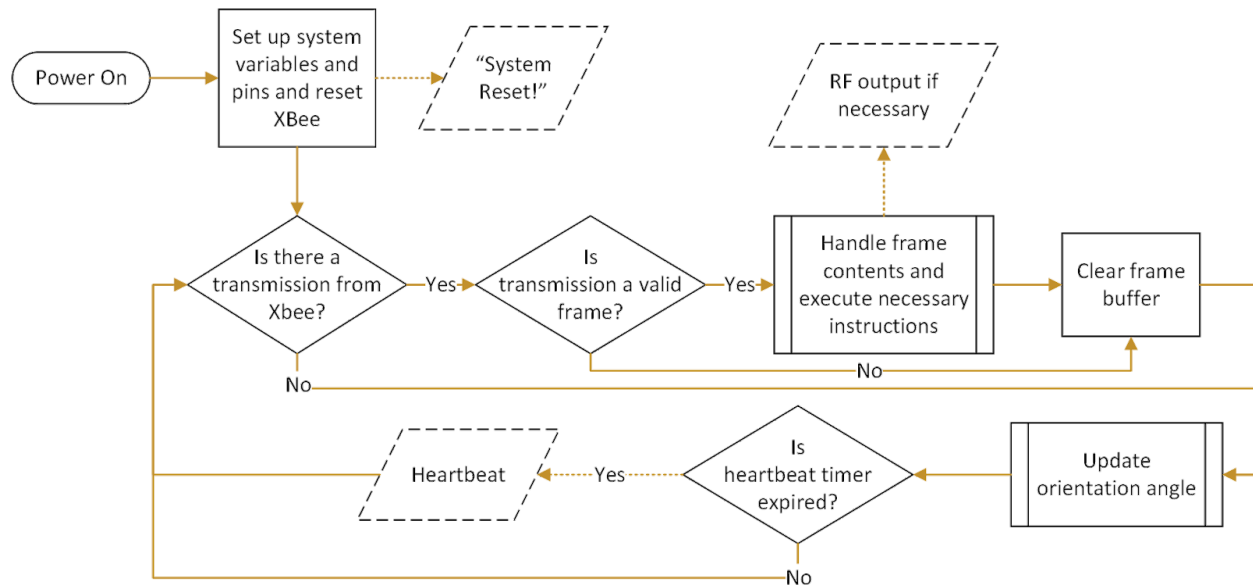 Power On
Set up system
variables and
pins and reset
XBee
“System
Reset!”
RF output if
necessary
Is there a
transmission from
Xbee?
Yes
Is
transmission a valid
frame?
Yes
Handle frame
contents and
execute necessary
instructions
Clear frame
buffer
No
No
Heartbeat
Yes
Is
heartbeat timer
expired?
Update
orientation angle
No